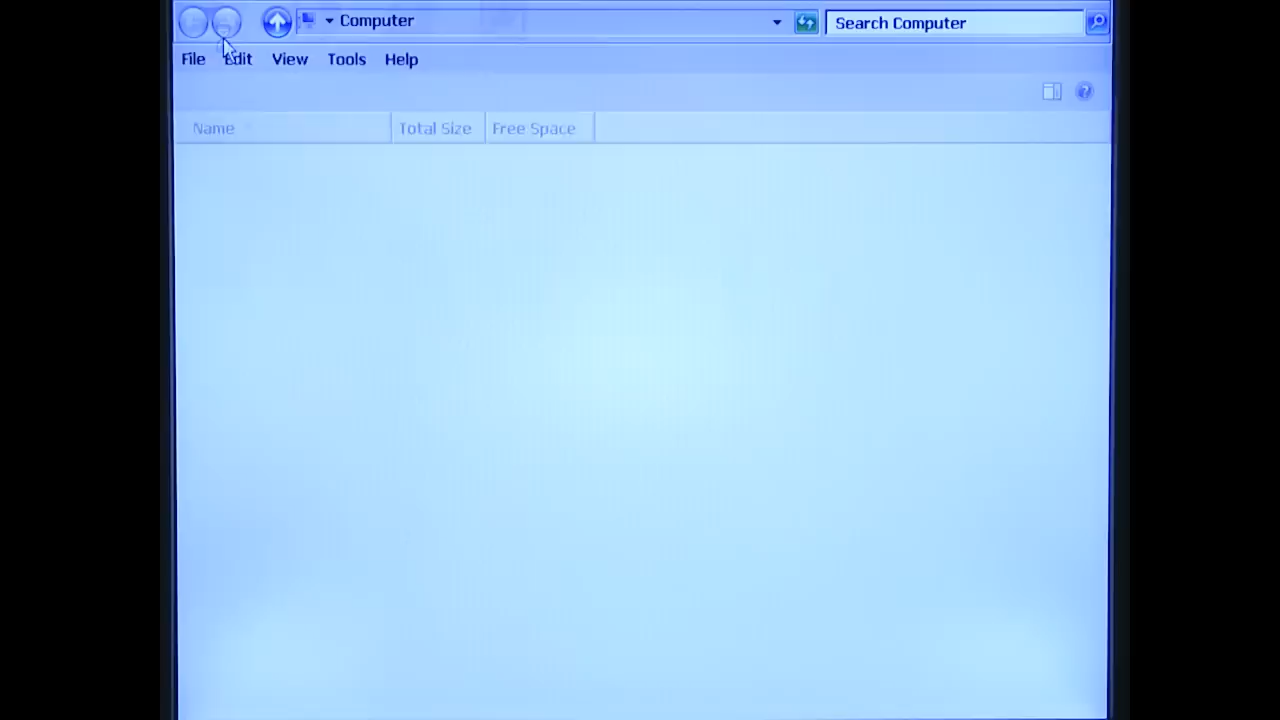 Computer
Search Computer
File Edit View Tools Help
?
Name Total Size Free Space